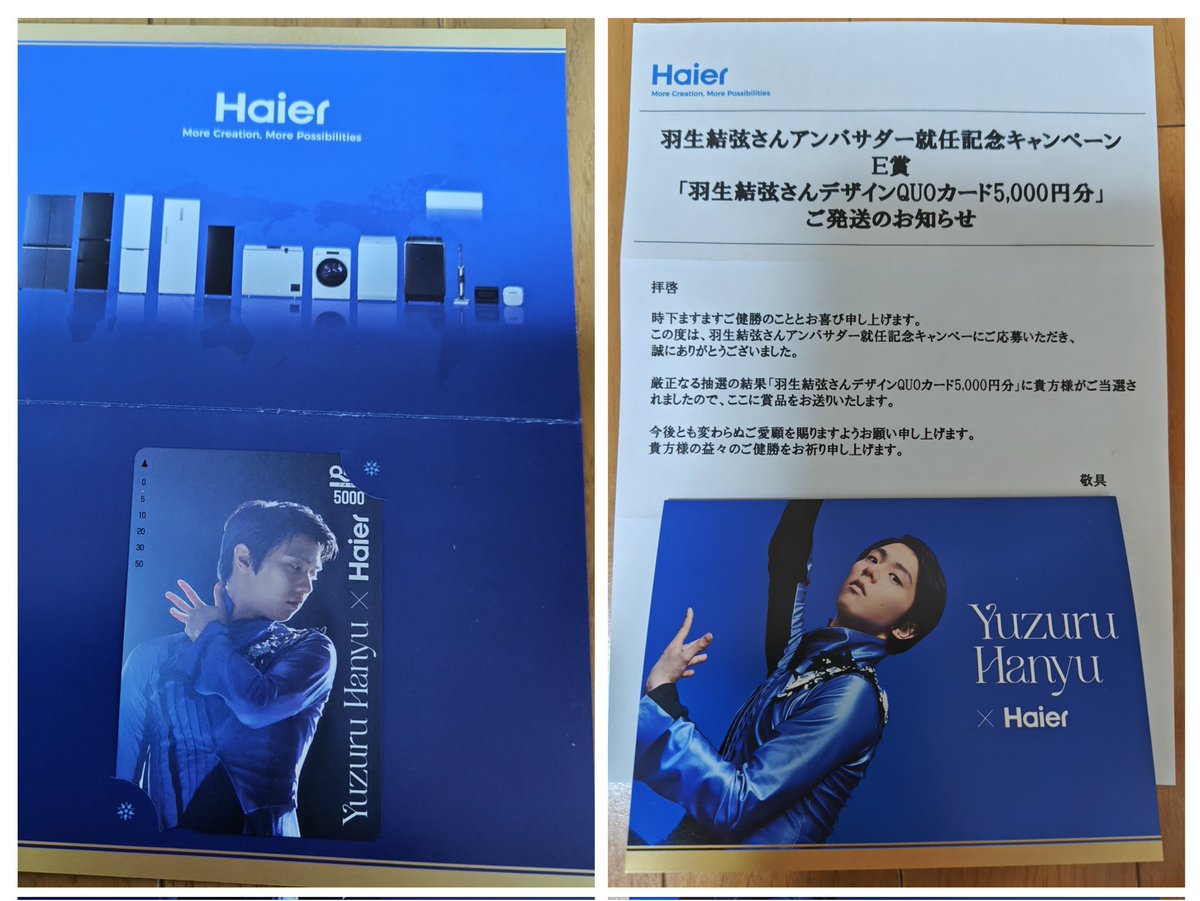 Haier
More Creation, More Possibilities
0
5
10
20
30
50
5000
Yuzuru Hanyu × Haier
Haier
More Creation, More Possibilities
羽生結弦さんアンバサダー就任記念キャンペーン
E賞
「羽生結弦さんデザインQUOカード5,000円分」
ご発送のお知らせ
拝啓
時下ますますご健勝のこととお喜び申し上げます。
この度は、羽生結弦さんアンバサダー就任記念キャンペーにご応募いただき、
誠にありがとうございました。
厳正なる抽選の結果「羽生結弦さんデザインQUOカード5,000円分」に貴方様がご当選さ
れましたので、ここに賞品をお送りいたします。
今後とも変わらぬご愛顧を賜りますようお願い申し上げます。
貴方様の益々のご健勝をお祈り申し上げます。
敬具
Yuzuru
Hanyu
× Haier